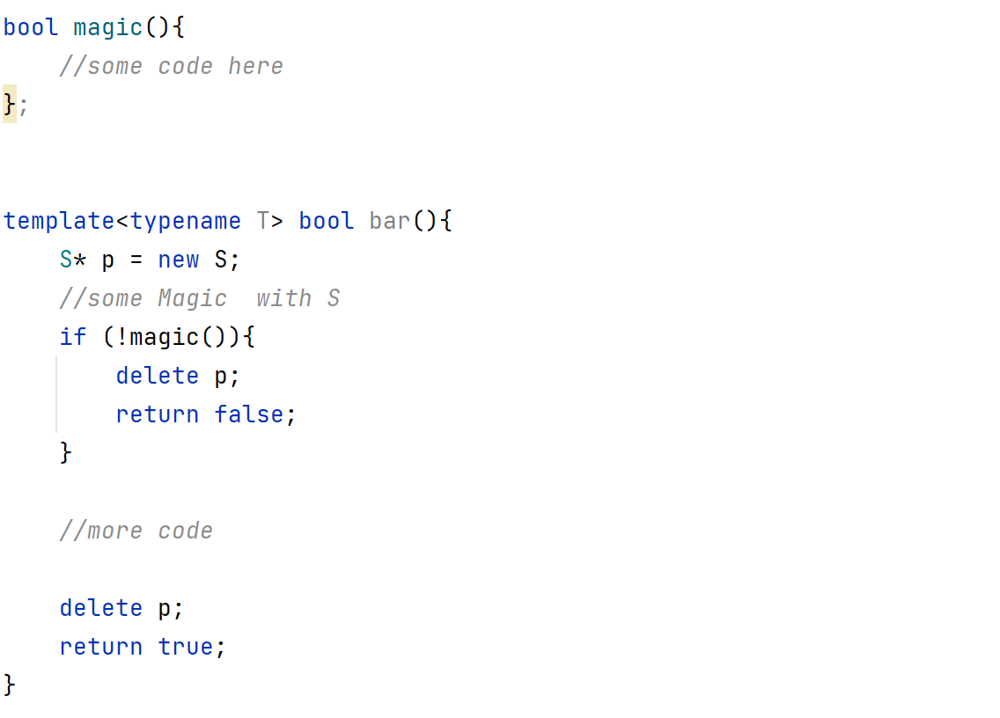 bool magic(){
    //some code here
};
template<typename T> bool bar(){
    S* p = new S;
    //some Magic  with S
    if (!magic()){
        delete p;
        return false;
    }
    //more code
    delete p;
    return true;
}